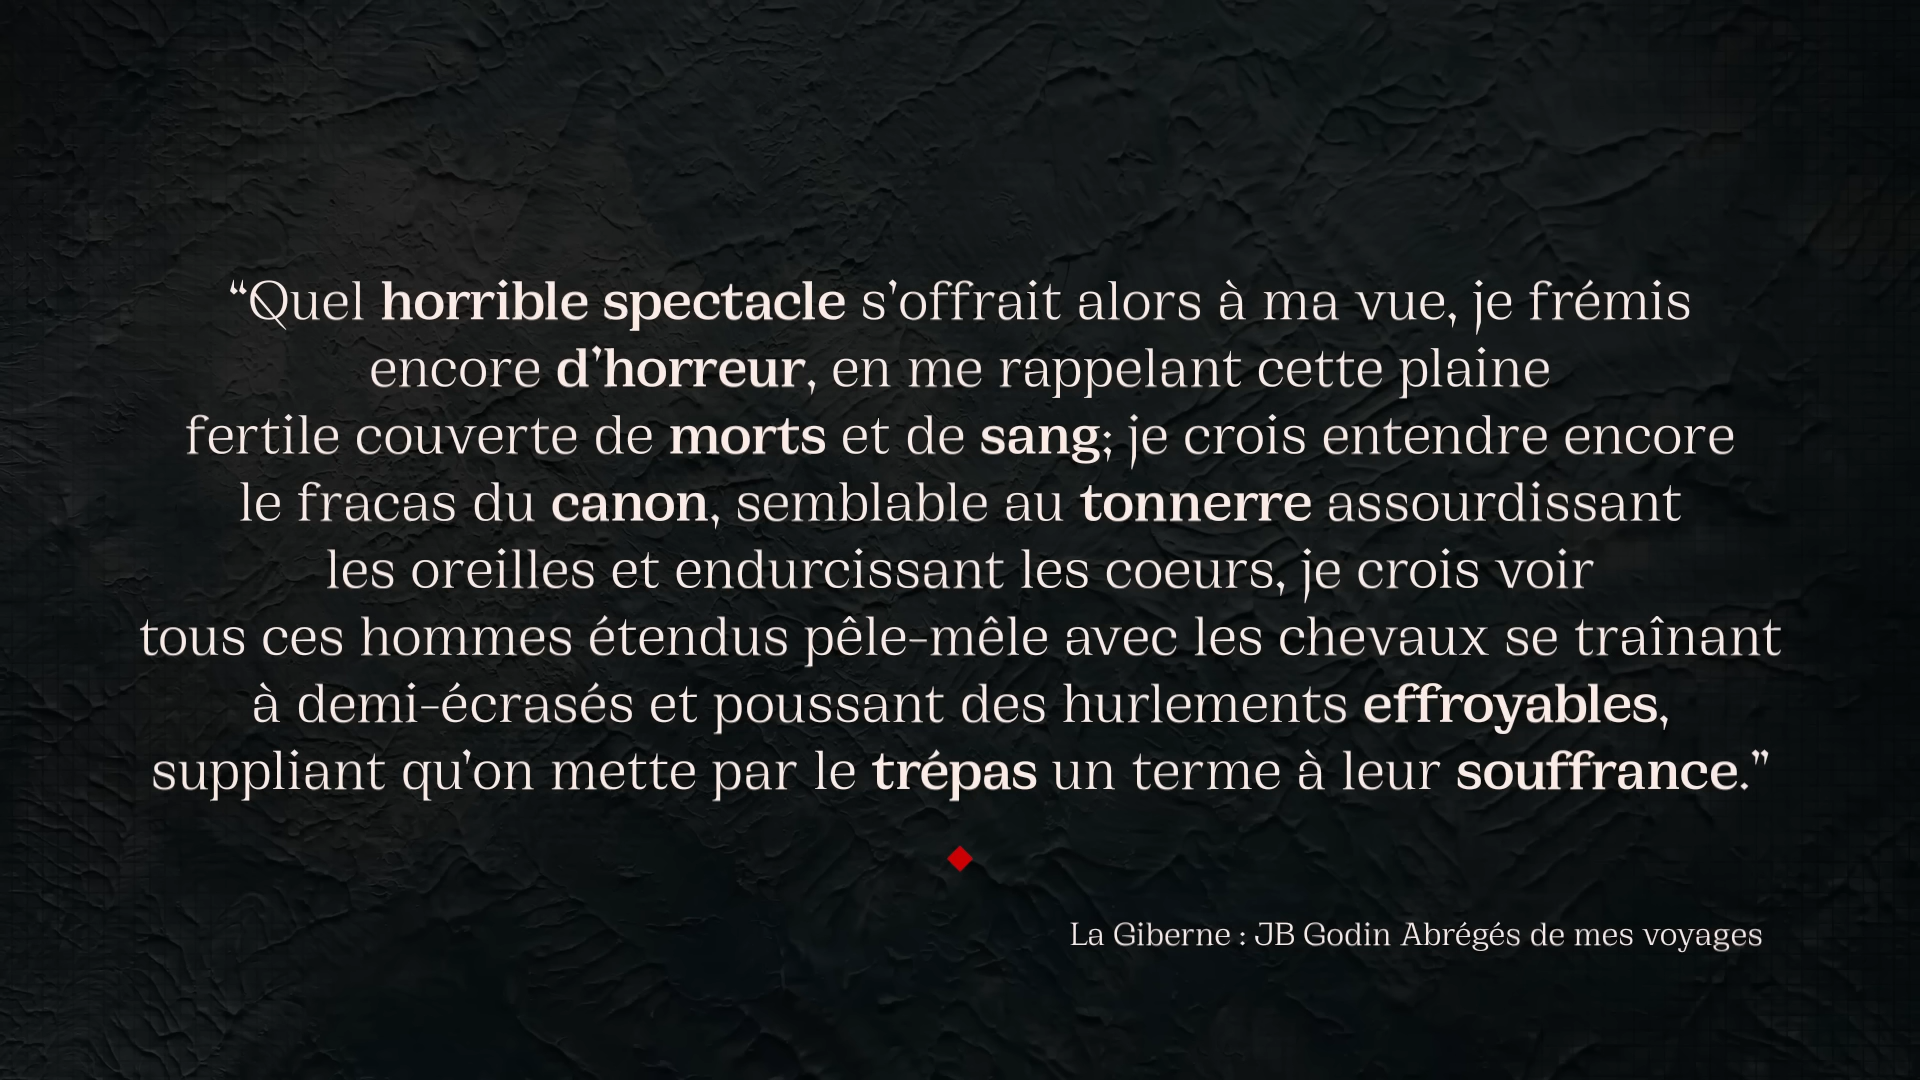 “Quel horrible spectacle s’offrait alors à ma vue, je frémis
encore d’horreur, en me rappelant cette plaine
fertile couverte de morts et de sang; je crois entendre encore
le fracas du canon, semblable au tonnerre assourdissant
les oreilles et endurcissant les coeurs, je crois voir
tous ces hommes étendus pêle-mêle avec les chevaux se traînant
à demi-écrasés et poussant des hurlements effroyables,
suppliant qu’on mette par le trépas un terme à leur souffrance.”
La Giberne : JB Godin Abrégés de mes voyages